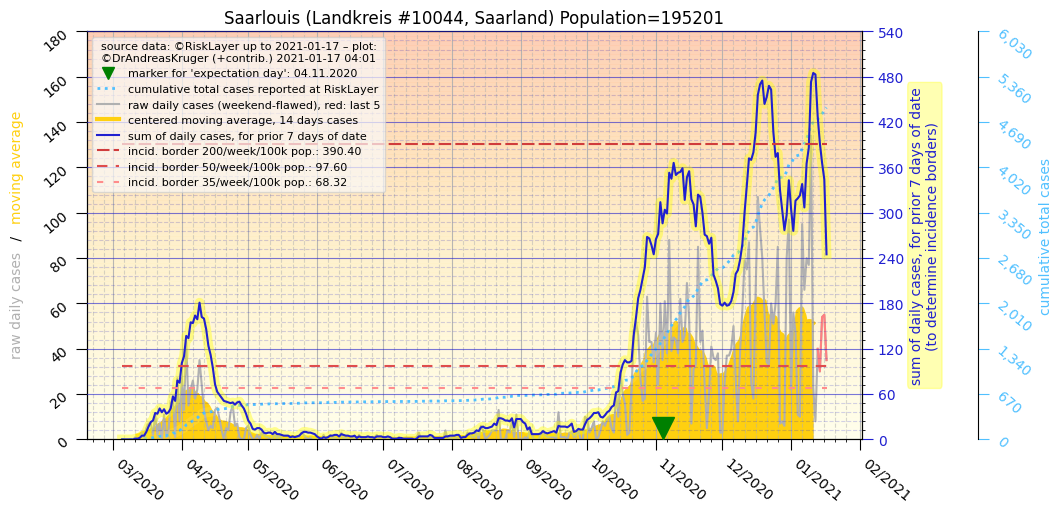 Saarlouis (Landkreis #10044, Saarland) Population=195201
source data: ©RiskLayer up to 2021-01-17 – plot:
©DrAndreasKruger (+contrib.) 2021-01-17 04:01
marker for 'expectation day': 04.11.2020
cumulative total cases reported at RiskLayer
raw daily cases (weekend-flawed), red: last 5
centered moving average, 14 days cases
sum of daily cases, for prior 7 days of date
incid. border 200/week/100k pop.: 390.40
incid. border 50/week/100k pop.: 97.60
incid. border 35/week/100k pop.: 68.32
raw daily cases / moving average
180
160
140
120
100
80
60
40
20
0
03/2020
04/2020
05/2020
06/2020
07/2020
08/2020
09/2020
10/2020
11/2020
12/2020
01/2021
02/2021
540
480
420
360
300
240
180
120
60
0
sum of daily cases, for prior 7 days of date
(to determine incidence borders)
6,030
5,360
4,690
4,020
3,350
2,680
2,010
1,340
670
0
cumulative total cases